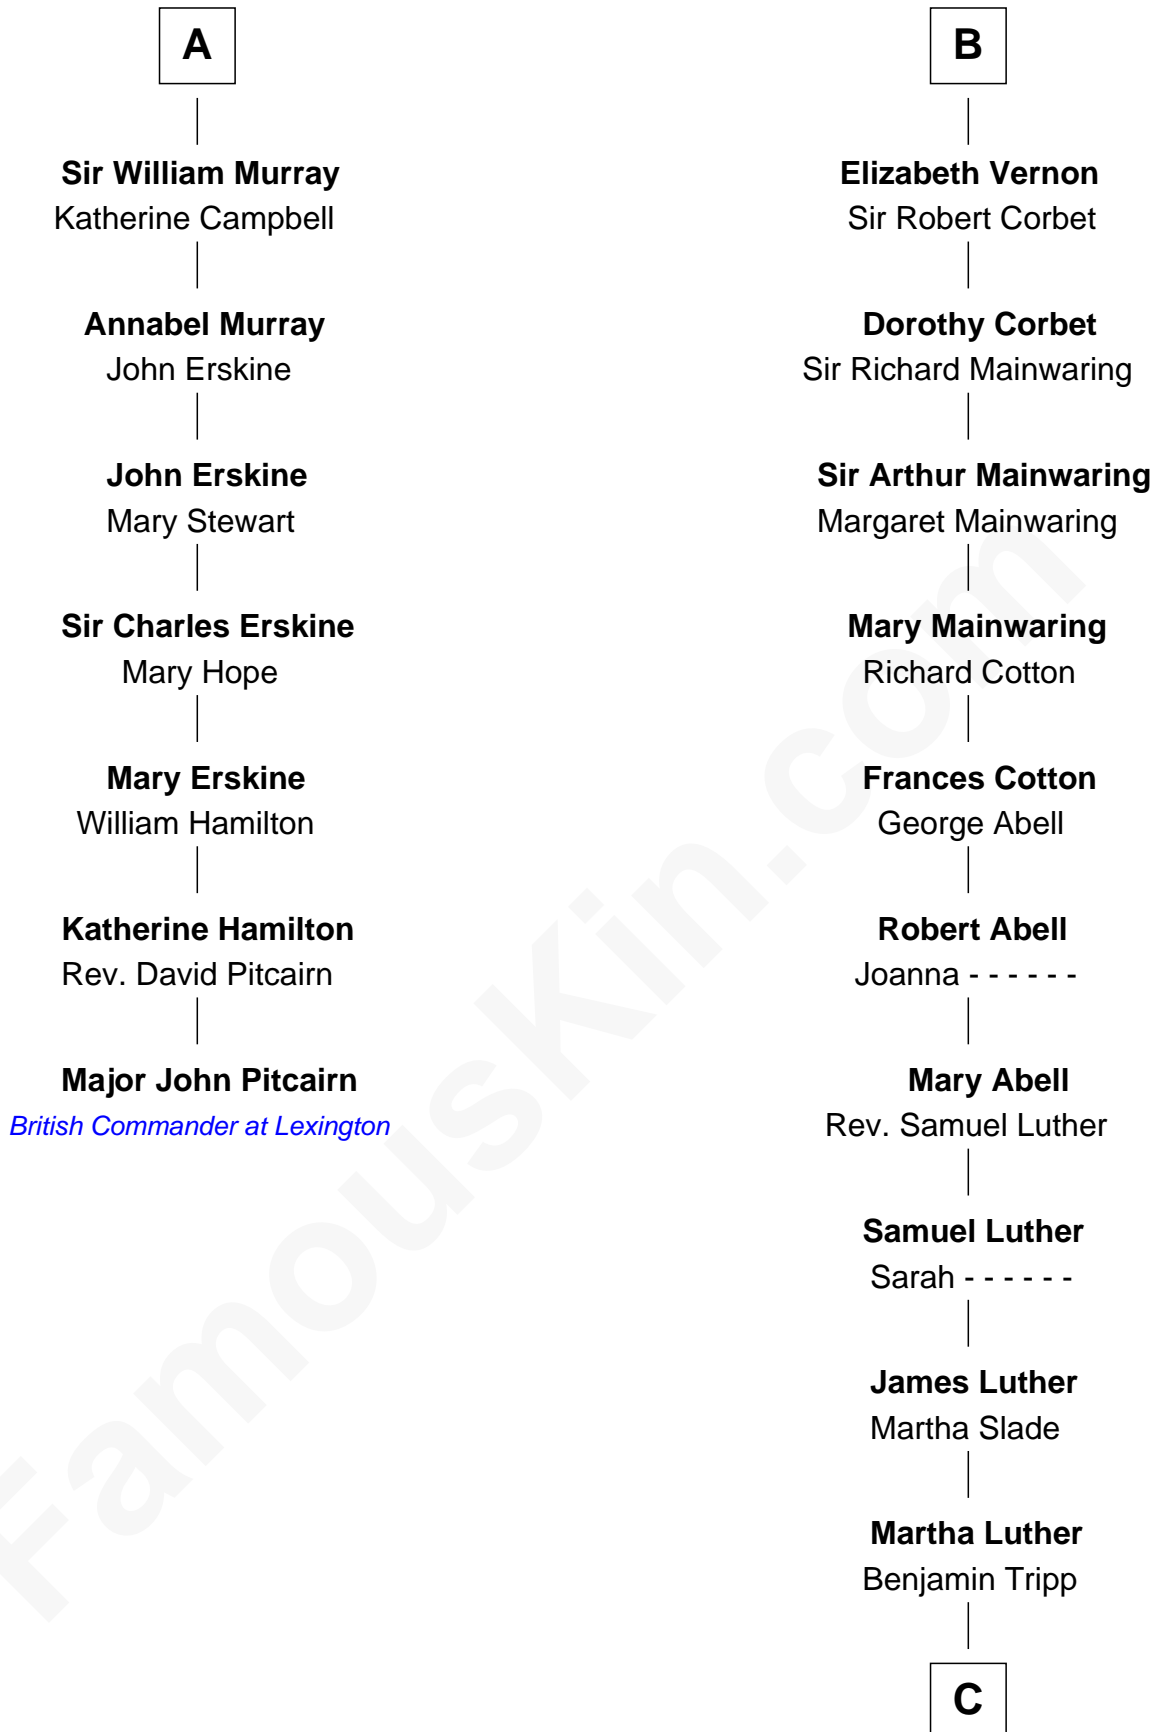 A
Sir William Murray
Katherine Campbell
Annabel Murray
John Erskine
John Erskine
Mary Stewart
Sir Charles Erskine
Mary Hope
Mary Erskine
William Hamilton
Katherine Hamilton
Rev. David Pitcairn
Major John Pitcairn
British Commander at Lexington
B
Elizabeth Vernon
Sir Robert Corbet
Dorothy Corbet
Sir Richard Mainwaring
Sir Arthur Mainwaring
Margaret Mainwaring
Mary Mainwaring
Richard Cotton
Frances Cotton
George Abell
Robert Abell
Joanna - - - - - -
Mary Abell
Rev. Samuel Luther
Samuel Luther
Sarah - - - - - -
James Luther
Martha Slade
Martha Luther
Benjamin Tripp
C
FamousKin.com